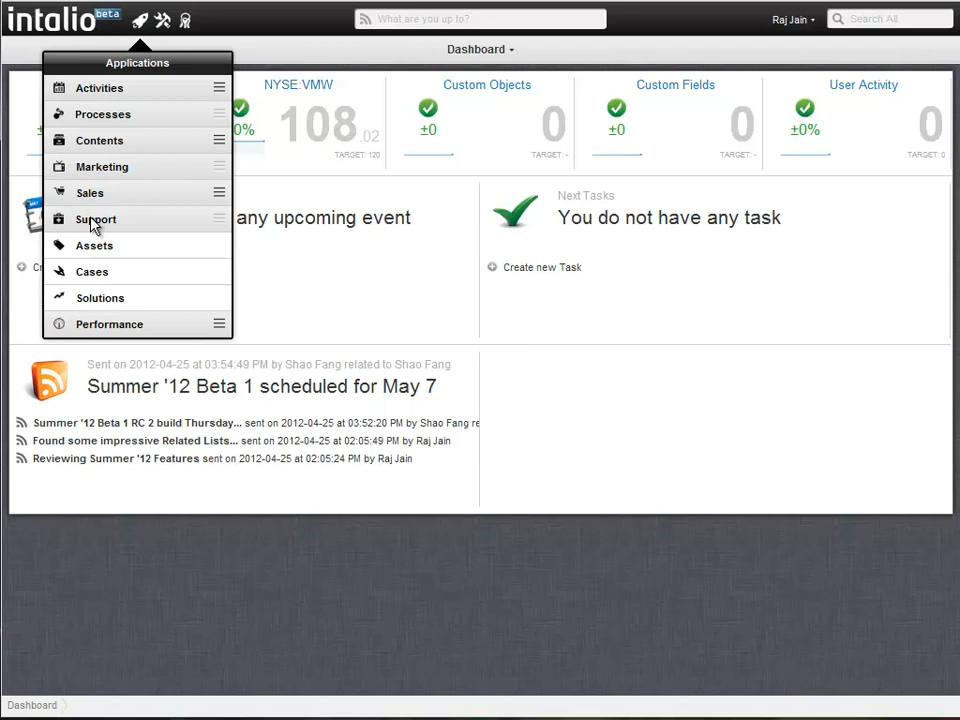 intalio beta
What are you up to?
Raj Jain
Search All
Dashboard
Applications
Activities
Processes
Contents
Marketing
Sales
Support
Assets
Cases
Solutions
Performance
0%
NYSE:VMW
108.02
TARGET: 120
Custom Objects
±0
0
TARGET: -
Custom Fields
±0
0
TARGET: -
User Activity
±0%
0
TARGET: 0
any upcoming event
Next Tasks
You do not have any task
Create new Task
Sent on 2012-04-25 at 03:54:49 PM by Shao Fang related to Shao Fang
Summer '12 Beta 1 scheduled for May 7
Summer '12 Beta 1 RC 2 build Thursday... sent on 2012-04-25 at 03:52:20 PM by Shao Fang re
Found some impressive Related Lists... sent on 2012-04-25 at 02:05:49 PM by Raj Jain
Reviewing Summer '12 Features sent on 2012-04-25 at 02:05:24 PM by Raj Jain
Dashboard